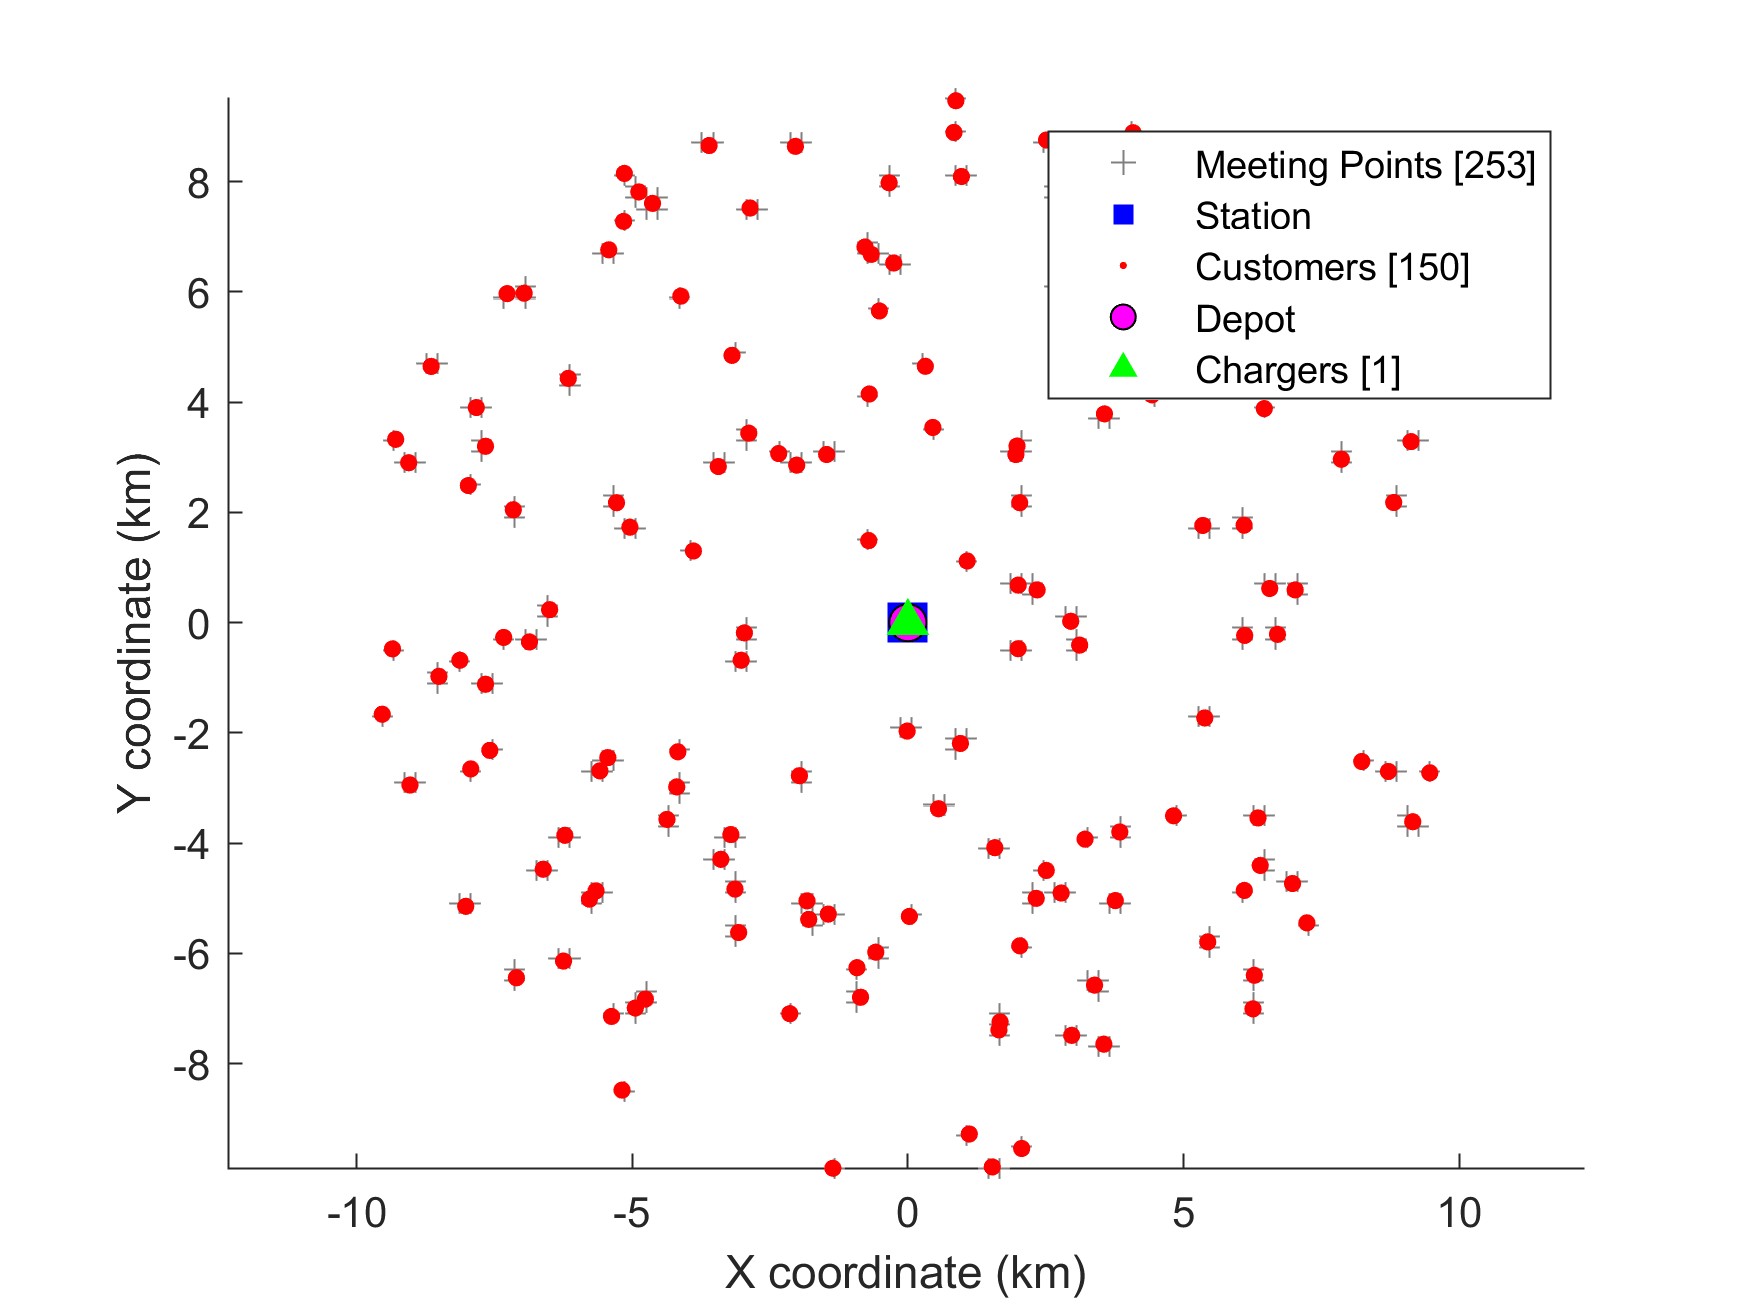 Meeting Points [253]
Station
Customers [150]
Depot
Chargers [1]
8
6
4
2
0
-2
-4
-6
-8
Y coordinate (km)
-10 -5 0 5 10
X coordinate (km)